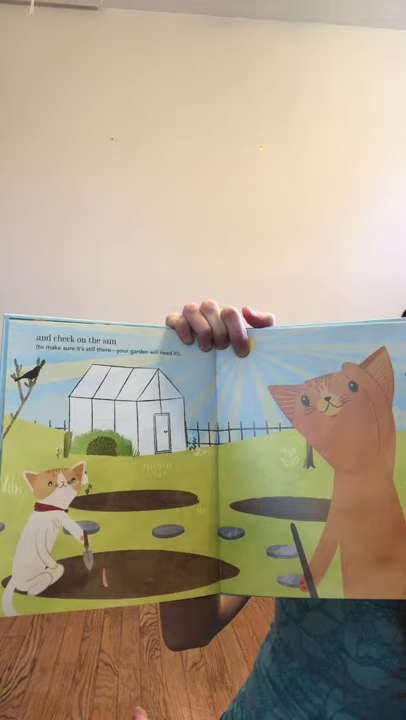 and check on the sun
(to make sure it's still there—your garden will need it!),